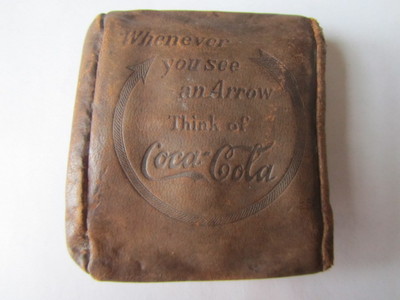 Whenever
you see
an Arrow
Think of
Coca-Cola